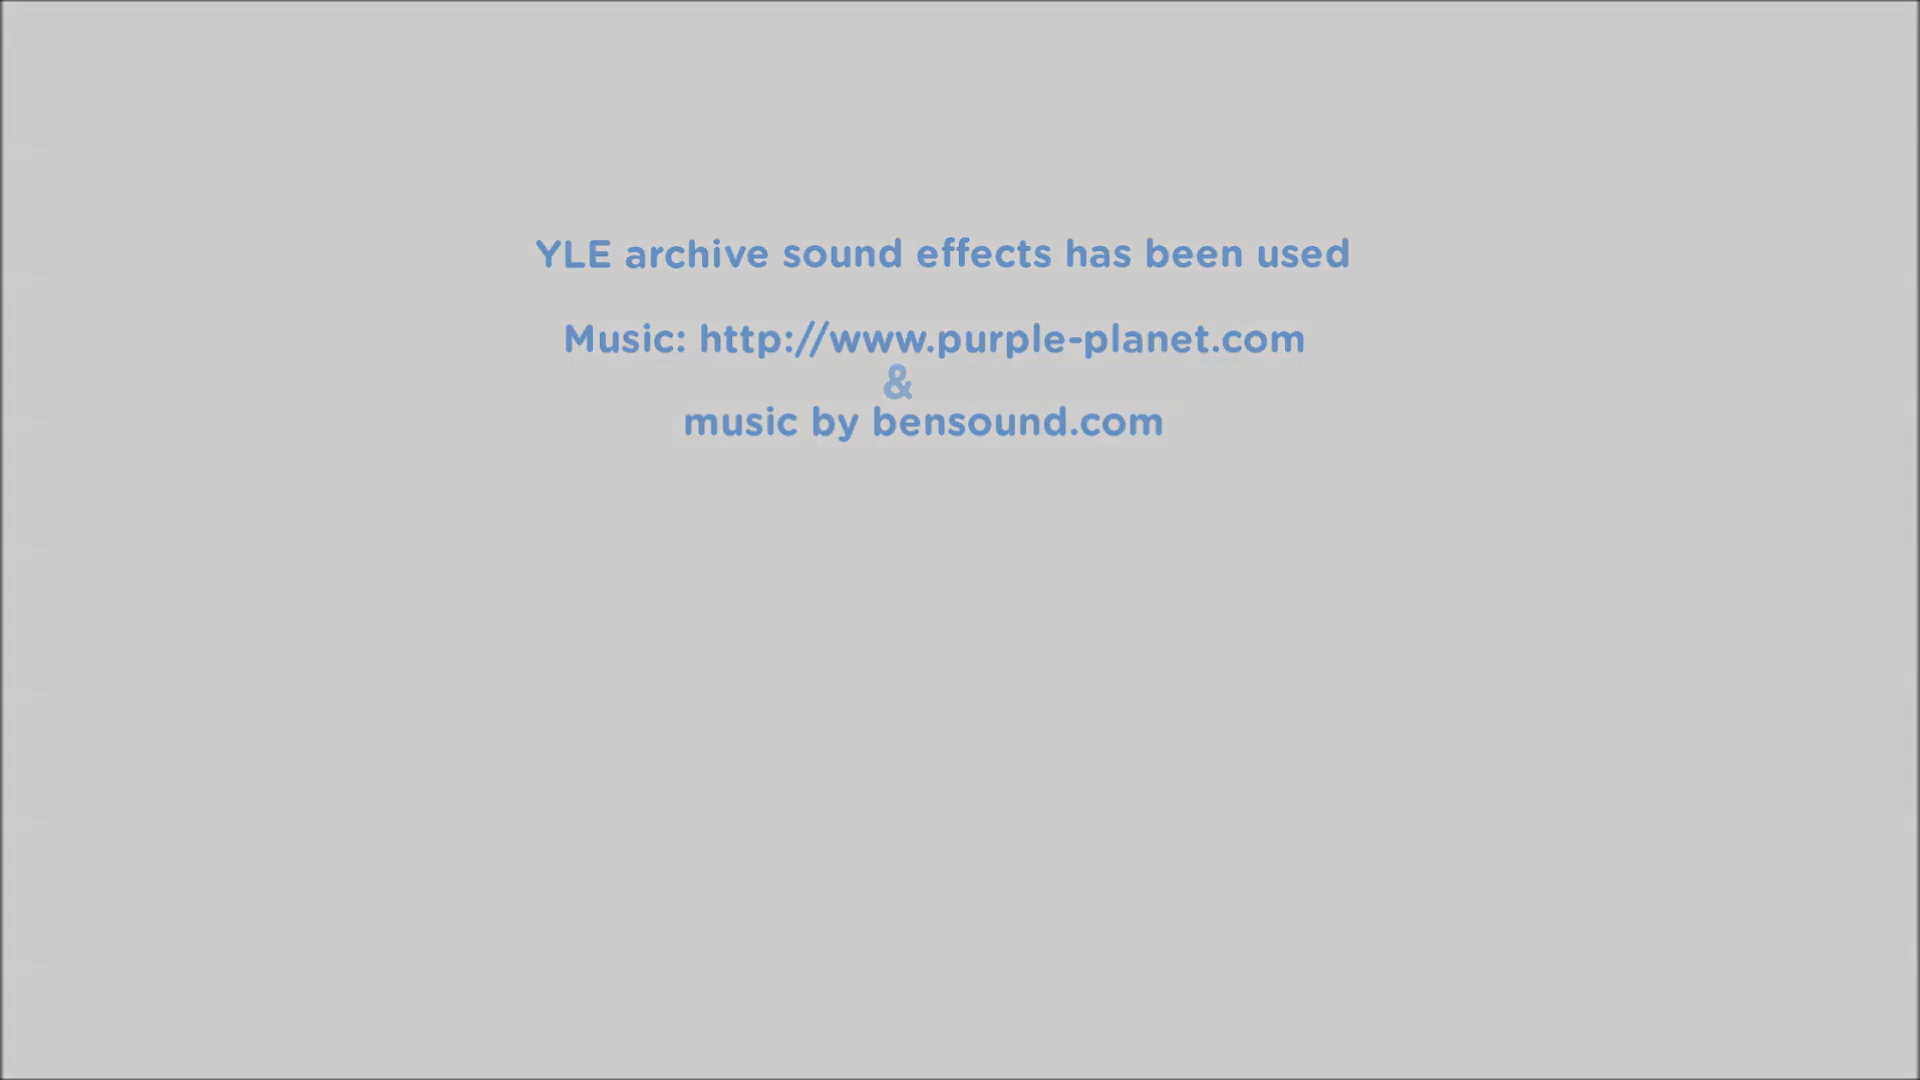 YLE archive sound effects has been used
Music: http://www.purple-planet.com
&
music by bensound.com